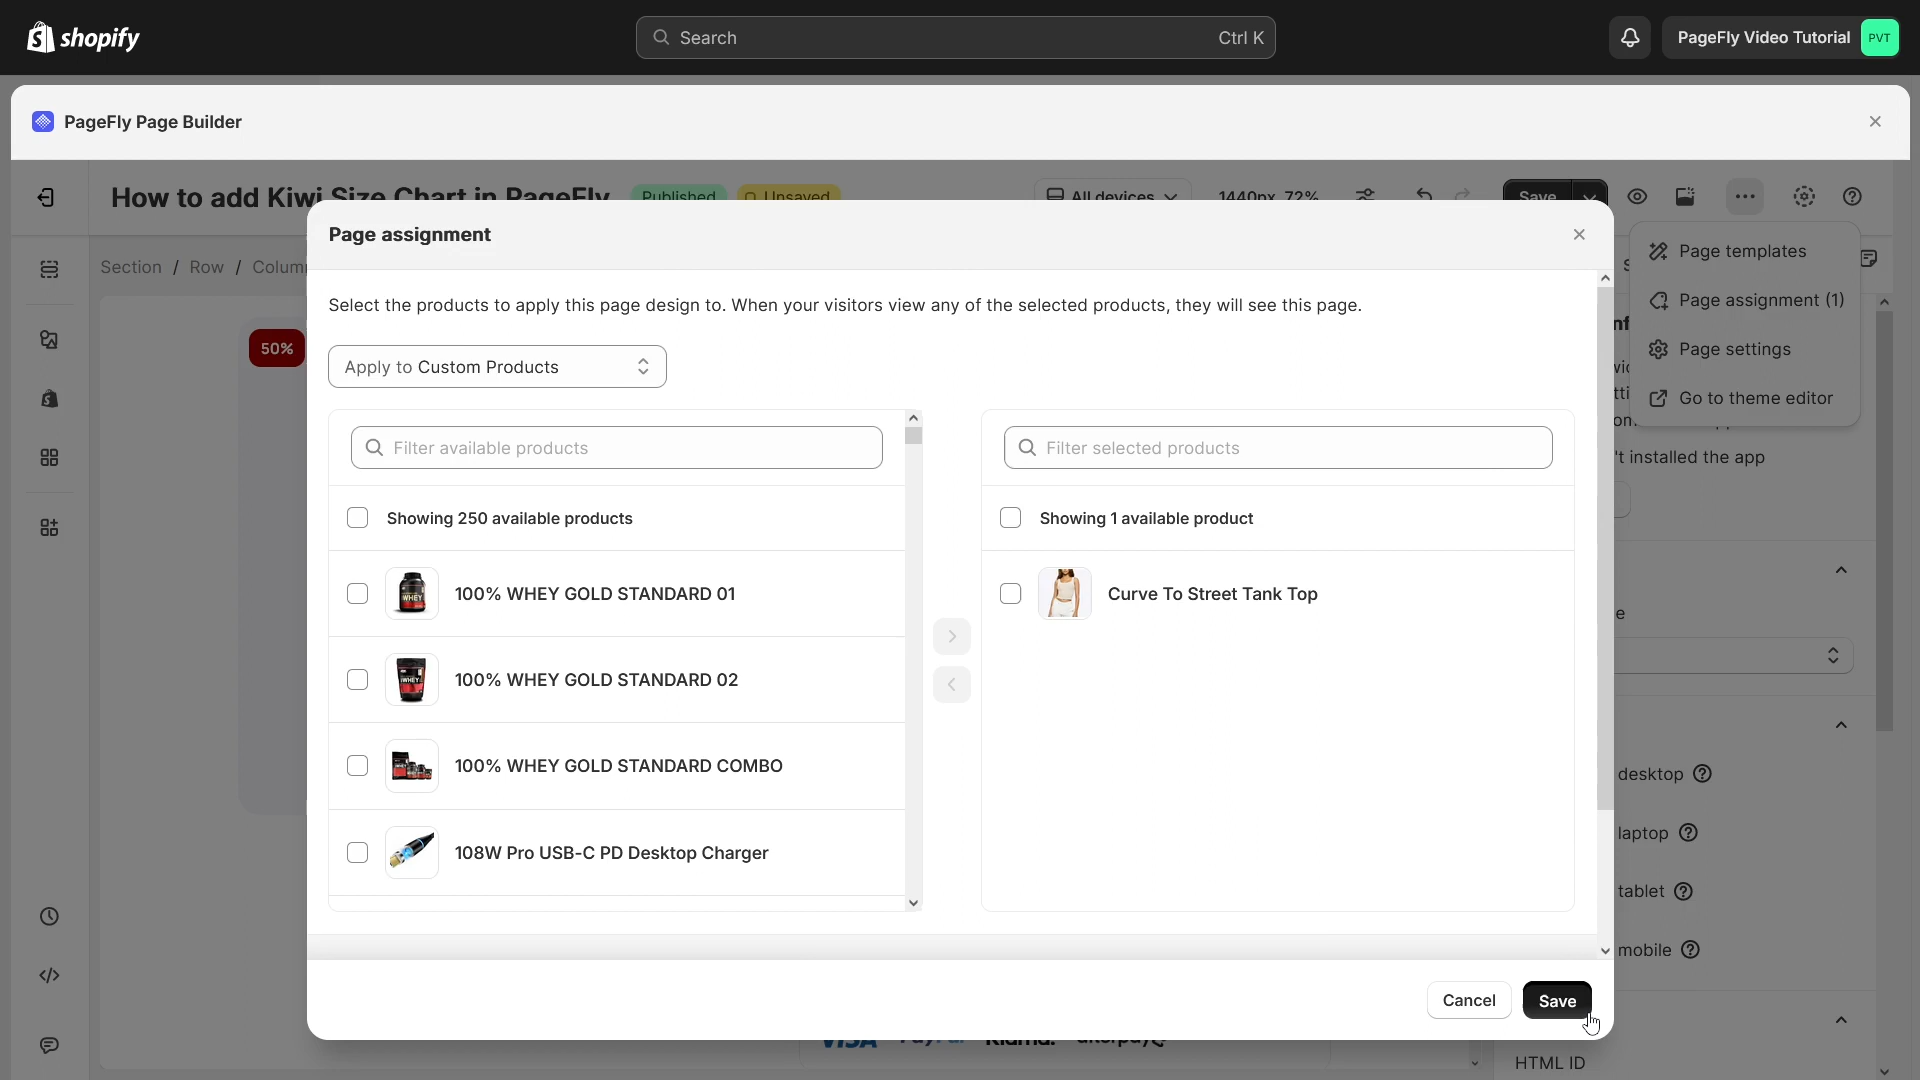 shopify
Search
Ctrl K
PageFly Video Tutorial
PVT
PageFly Page Builder
How to add Kiwi Size Chart in PageFly
Published
Unsaved
All devices
1440px 72%
Save
Page assignment
Page templates
Page assignment (1)
Page settings
Go to theme editor
Section / Row / Colum
Select the products to apply this page design to. When your visitors view any of the selected products, they will see this page.
50%
Apply to Custom Products
Filter available products
Filter selected products
't installed the app
Showing 250 available products
Showing 1 available product
100% WHEY GOLD STANDARD 01
Curve To Street Tank Top
100% WHEY GOLD STANDARD 02
100% WHEY GOLD STANDARD COMBO
desktop
108W Pro USB-C PD Desktop Charger
laptop
tablet
mobile
Cancel
Save
VISA PayPal Klarna. afterpay
HTML ID